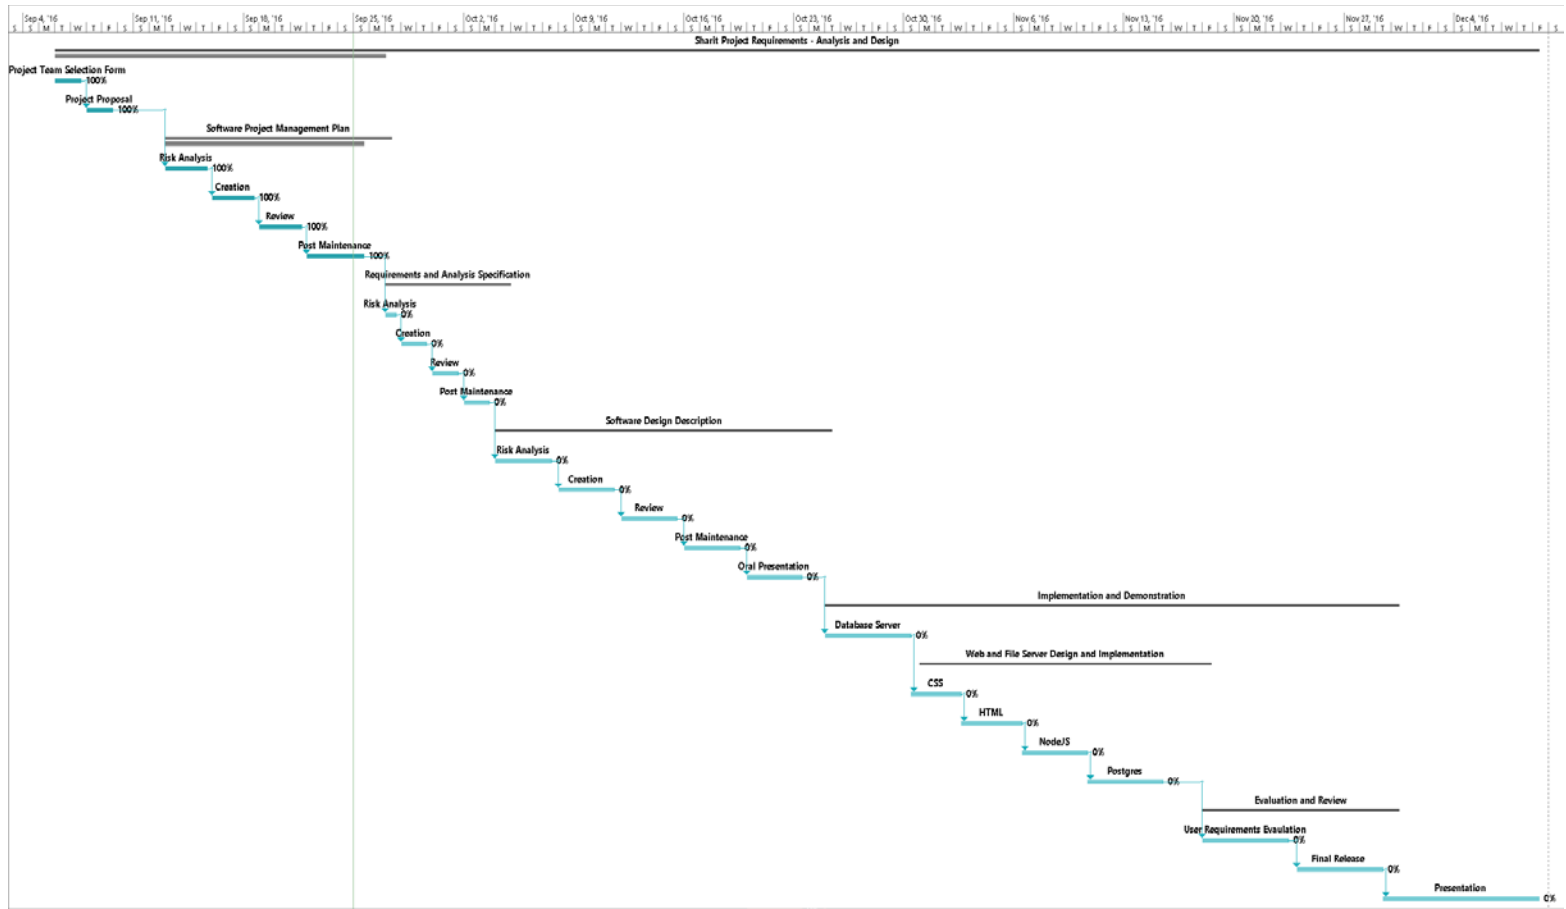 Sep 4, '16 Sep 11, '16 Sep 18, '16 Sep 25, '16 Oct 2, '16 Oct 9, '16 Oct 16, '16 Oct 23, '16 Oct 30, '16 Nov 6, '16 Nov 13, '16 Nov 20, '16 Nov 27, '16 Dec 4, '16
Sharit Project Requirements - Analysis and Design
Project Team Selection Form
100%
Project Proposal
100%
Software Project Management Plan
Risk Analysis
100%
Creation
100%
Review
100%
Post Maintenance
100%
Requirements and Analysis Specification
Risk Analysis
0%
Creation
0%
Review
0%
Post Maintenance
0%
Software Design Description
Risk Analysis
0%
Creation
0%
Review
0%
Post Maintenance
0%
Oral Presentation
0%
Implementation and Demonstration
Database Server
0%
Web and File Server Design and Implementation
CSS
0%
HTML
0%
NodeJS
0%
Postgres
0%
Evaluation and Review
User Requirements Evaulation
0%
Final Release
0%
Presentation
0%